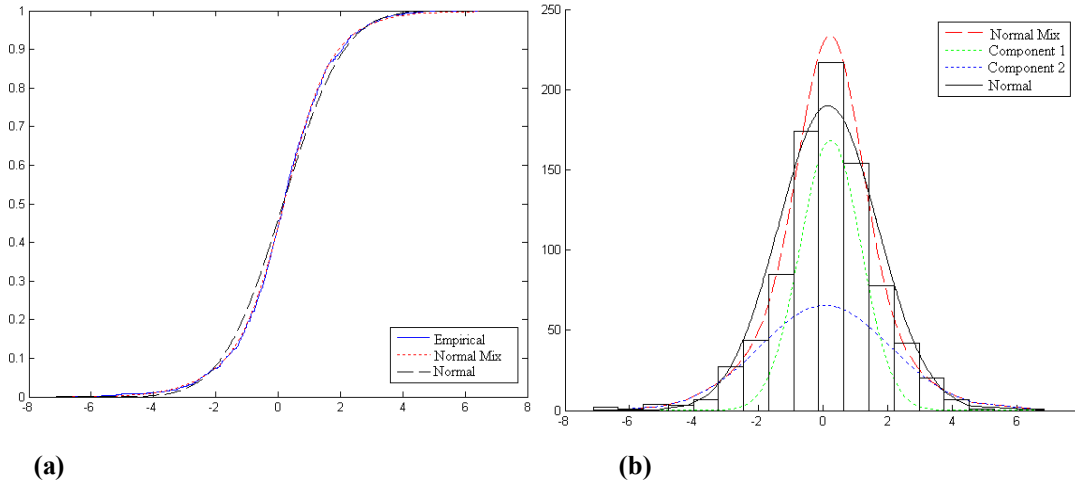 1
0.9
0.8
0.7
0.6
0.5
0.4
0.3
0.2
0.1
0
-8 -6 -4 -2 0 2 4 6 8
Empirical
Normal Mix
Normal
(a)
250
200
150
100
50
0
-8 -6 -4 -2 0 2 4 6
Normal Mix
Component 1
Component 2
Normal
(b)